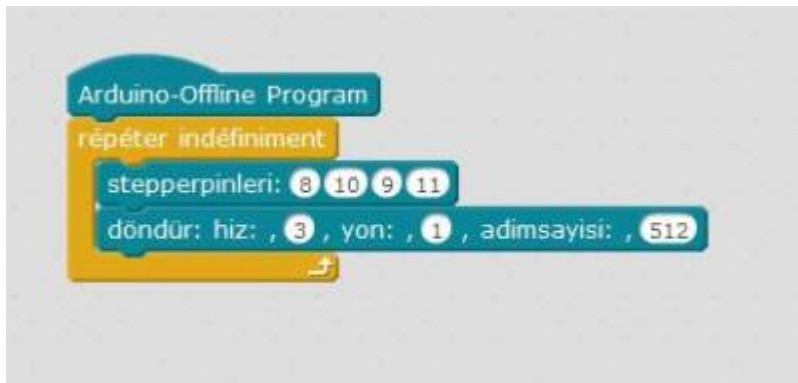 Arduino-Offline Program
répéter indéfiniment
stepperpinleri: 8 10 9 11
döndür: hiz: , 3 , yon: , 1 , adimsayisi: , 512